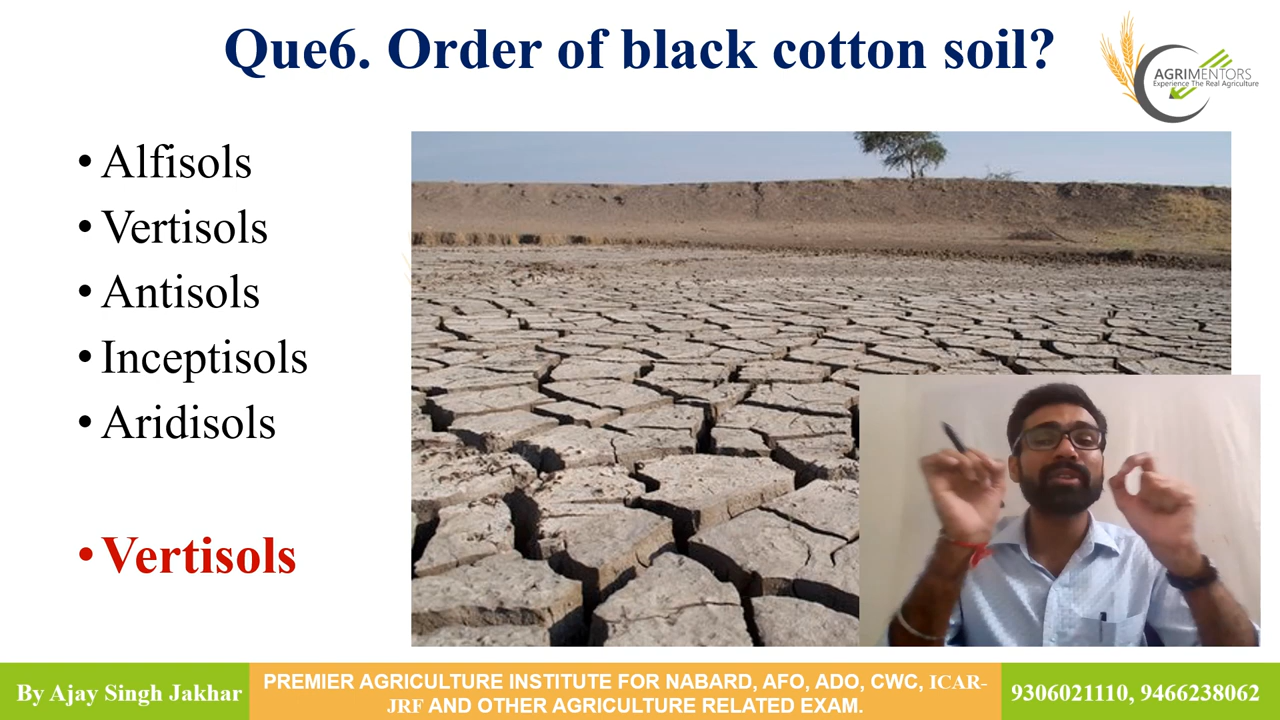 Que6. Order of black cotton soil?
AGRIMENTORS
Experience The Real Agriculture
• Alfisols
• Vertisols
• Antisols
• Inceptisols
• Aridisols
• Vertisols
By Ajay Singh Jakhar
PREMIER AGRICULTURE INSTITUTE FOR NABARD, AFO, ADO, CWC, ICAR-
JRF AND OTHER AGRICULTURE RELATED EXAM.
9306021110, 9466238062